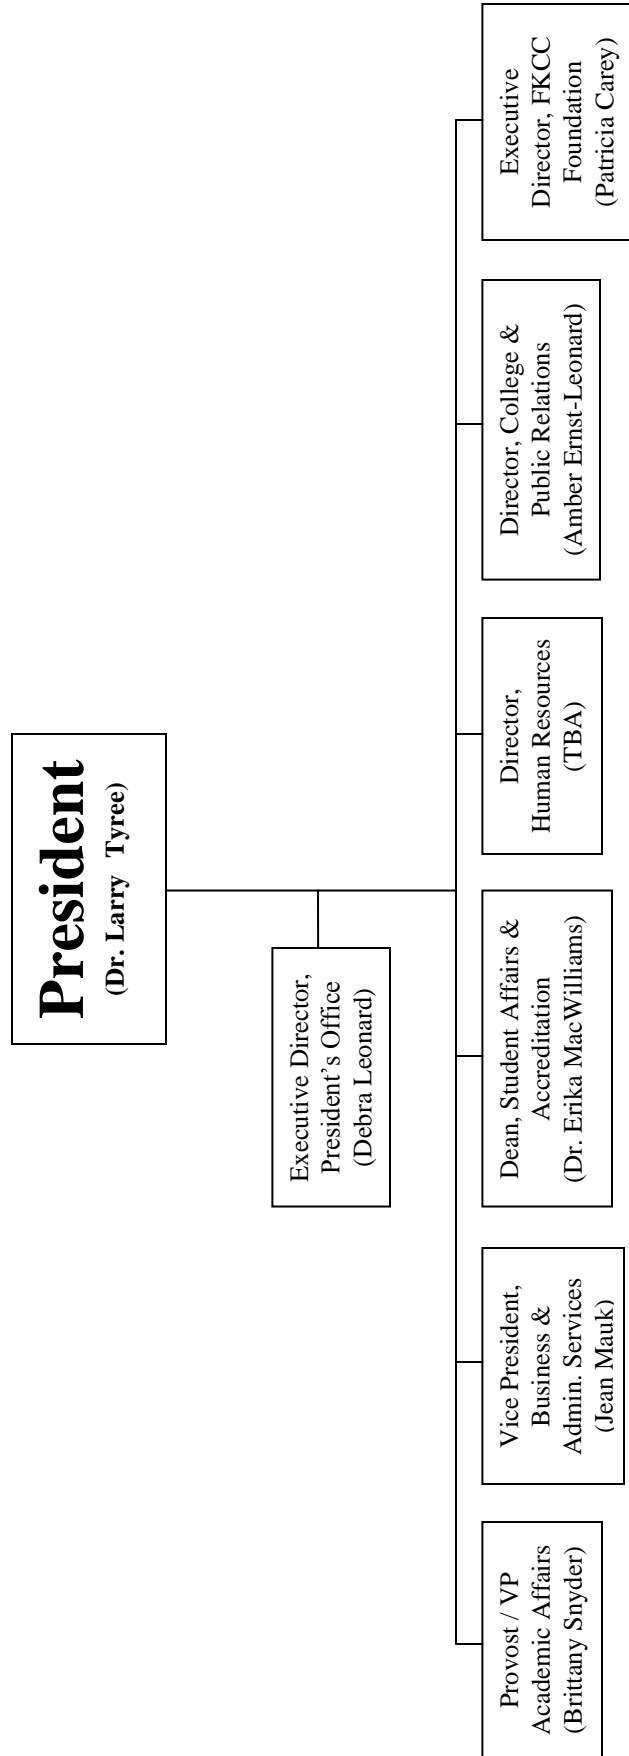 President
(Dr. Larry Tyree)
Executive Director,
President's Office
(Debra Leonard)
Provost / VP
Academic Affairs
(Brittany Snyder)
Vice President,
Business &
Admin. Services
(Jean Mauk)
Dean, Student Affairs &
Accreditation
(Dr. Erika MacWilliams)
Director,
Human Resources
(TBA)
Director, College &
Public Relations
(Amber Ernst-Leonard)
Executive
Director, FKCC
Foundation
(Patricia Carey)